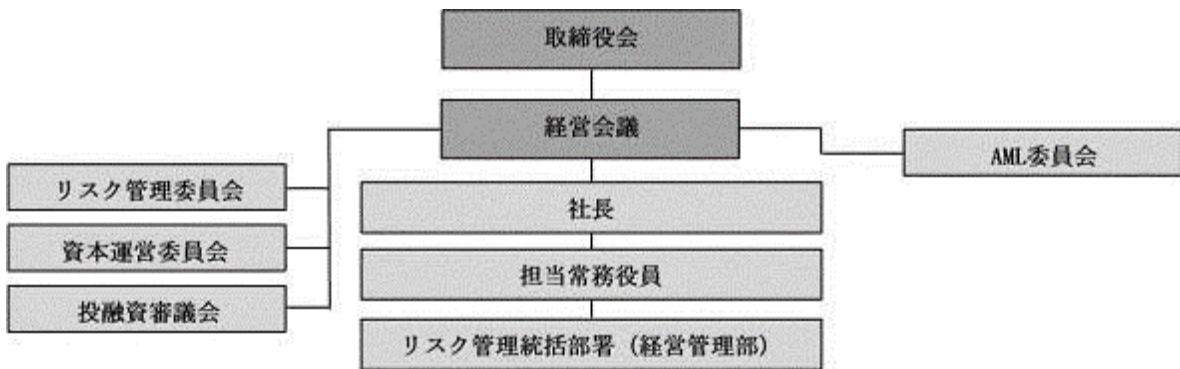 取締役会
経営会議
AML委員会
リスク管理委員会
社長
資本運営委員会
担当常務役員
投融資審議会
リスク管理統括部署（経営管理部）